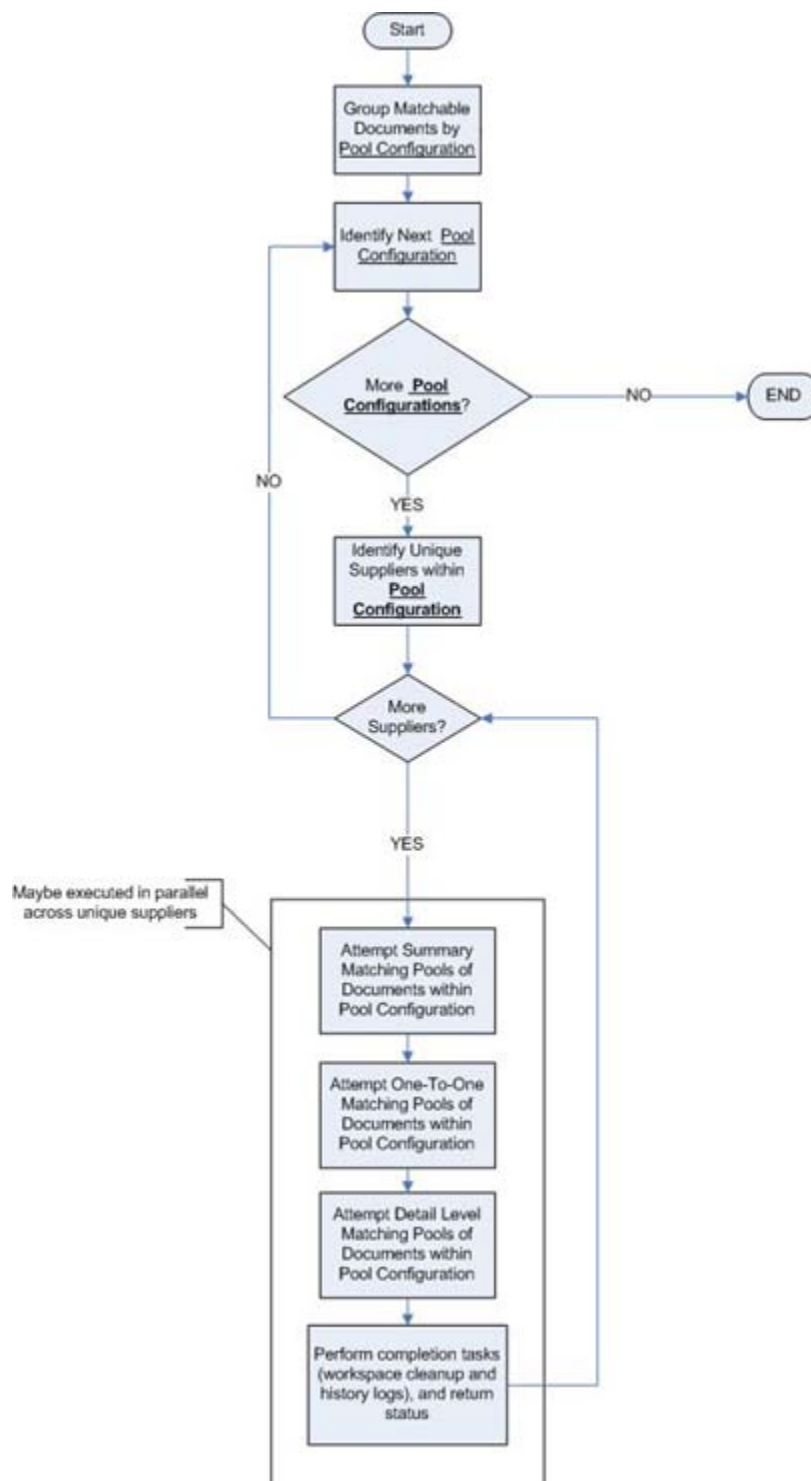 Start
Group Matchable
Documents by
Pool Configuration
Identify Next Pool
Configuration
More Pool
Configurations?
NO
END
YES
NO
Identify Unique
Suppliers within
Pool
Configuration
More
Suppliers?
YES
Maybe executed in parallel
across unique suppliers
Attempt Summary
Matching Pools of
Documents within
Pool Configuration
Attempt One-To-One
Matching Pools of
Documents within
Pool Configuration
Attempt Detail Level
Matching Pools of
Documents within
Pool Configuration
Perform completion tasks
(workspace cleanup and
history logs), and return
status